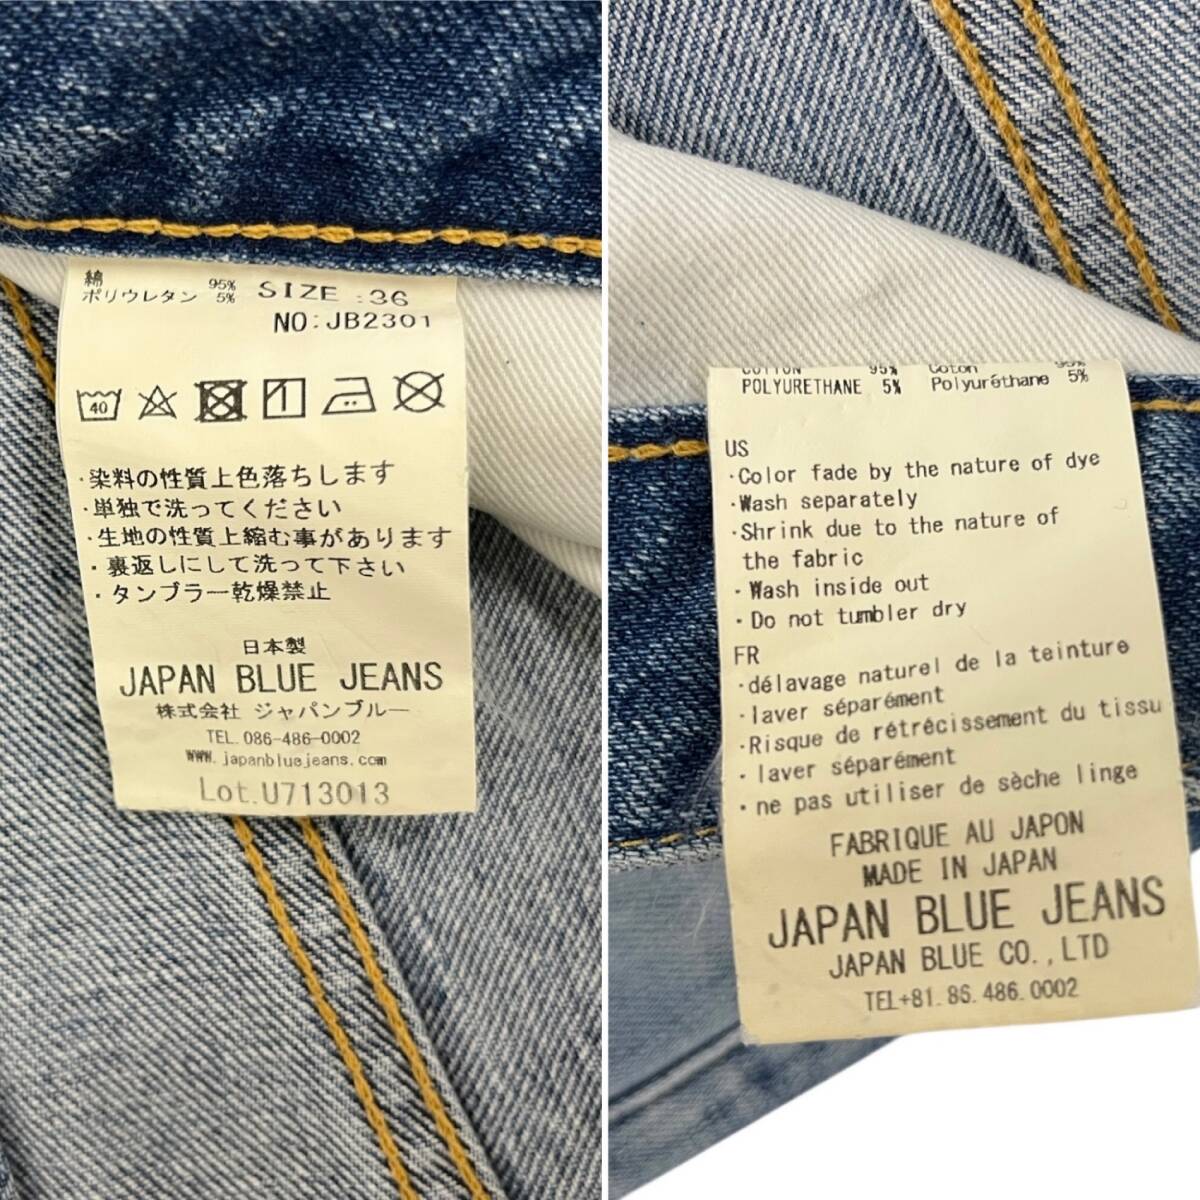 綿 95%
ポリウレタン 5%
SIZE :36
NO:JB2301
40
・染料の性質上色落ちします
・単独で洗ってください
・生地の性質上縮む事があります
・裏返しにして洗って下さい
・タンブラー乾燥禁止
日本製
JAPAN BLUE JEANS
株式会社 ジャパンブルー
TEL. 086-486-0002
www.japanbluejeans.com
Lot.U713013
COTTON 95% Coton 95%
POLYURETHANE 5% Polyuréthane 5%
US
・Color fade by the nature of dye
・Wash separately
・Shrink due to the nature of
the fabric
・Wash inside out
・Do not tumbler dry
FR
・délavage naturel de la teinture
・laver séparément
・Risque de rétrécissement du tissu
・laver séparément
・ne pas utiliser de sèche linge
FABRIQUE AU JAPON
MADE IN JAPAN
JAPAN BLUE JEANS
JAPAN BLUE CO.,LTD
TEL+81.86.486.0002